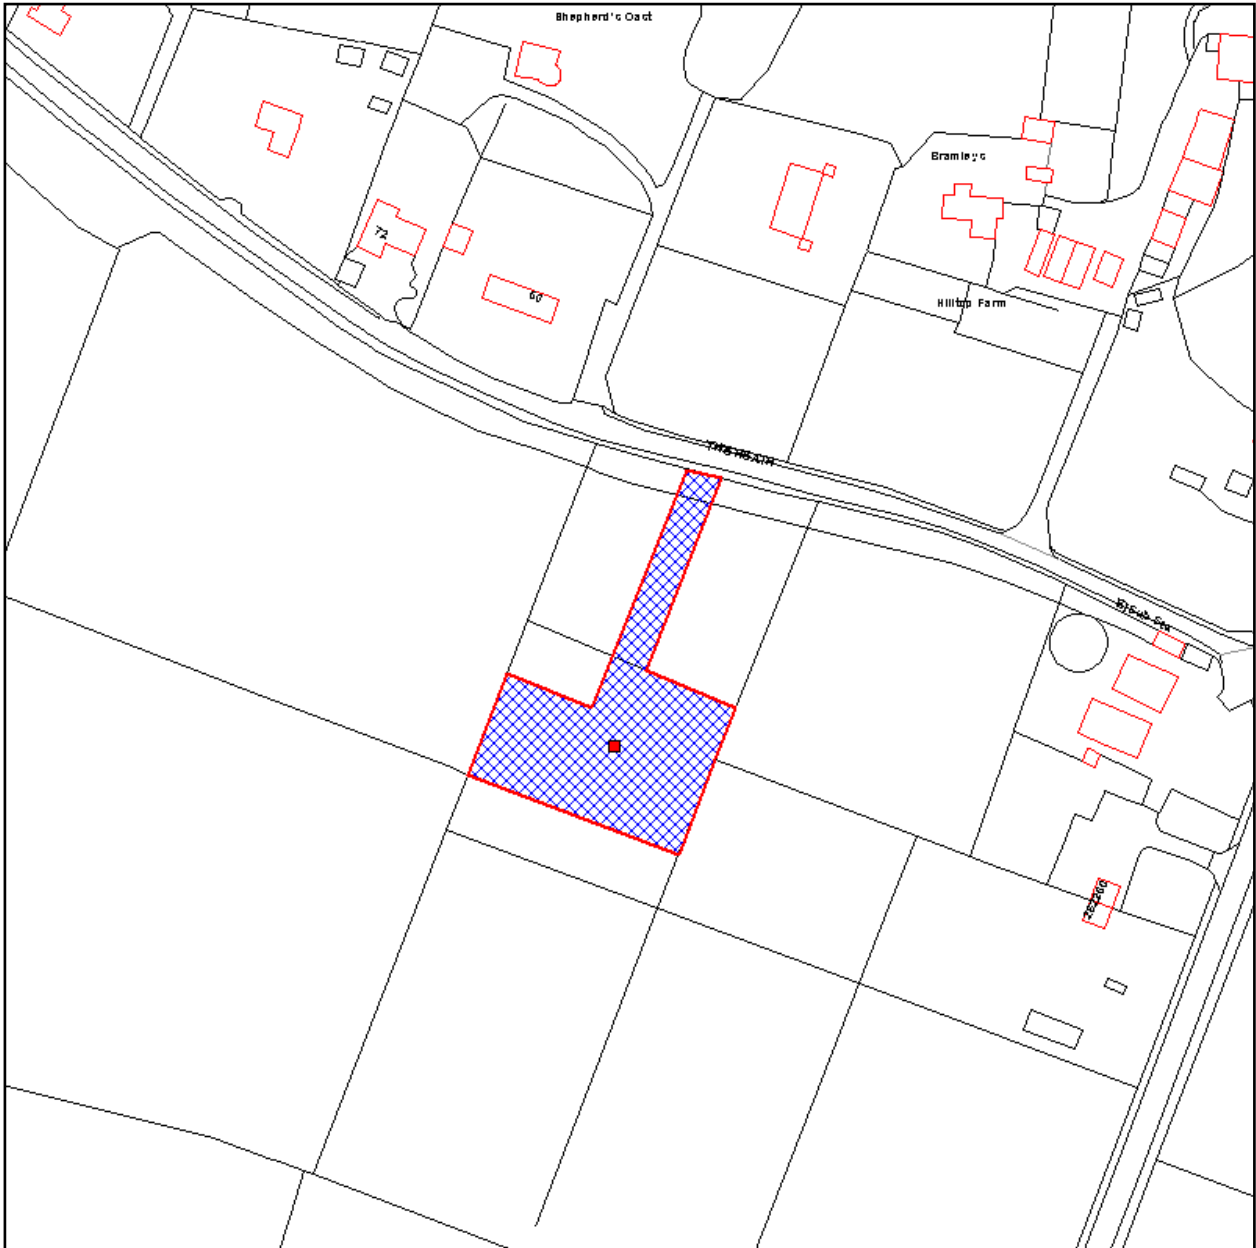 Shepherd's Oast
Bramleys
72
60
Hilltop Farm
THE HEATH
El Sub Sta